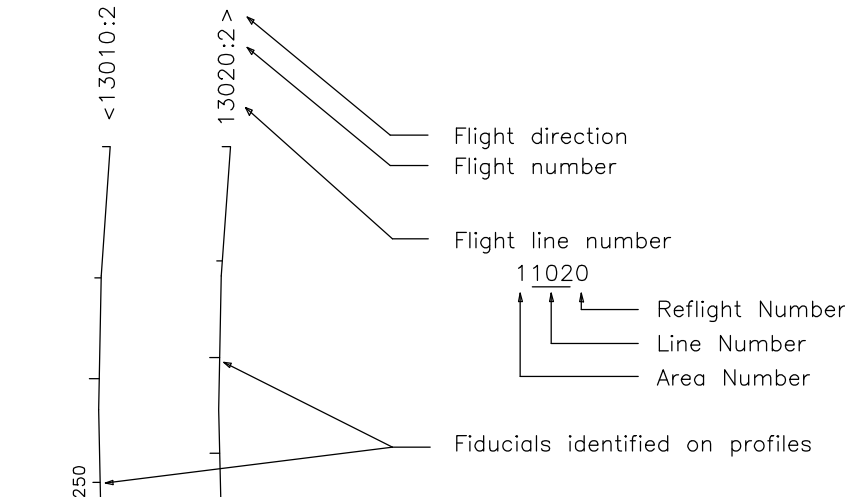 <13010:2
13020:2 >
Flight direction
Flight number
Flight line number
11020
Reflight Number
Line Number
Area Number
Fiducials identified on profiles
250